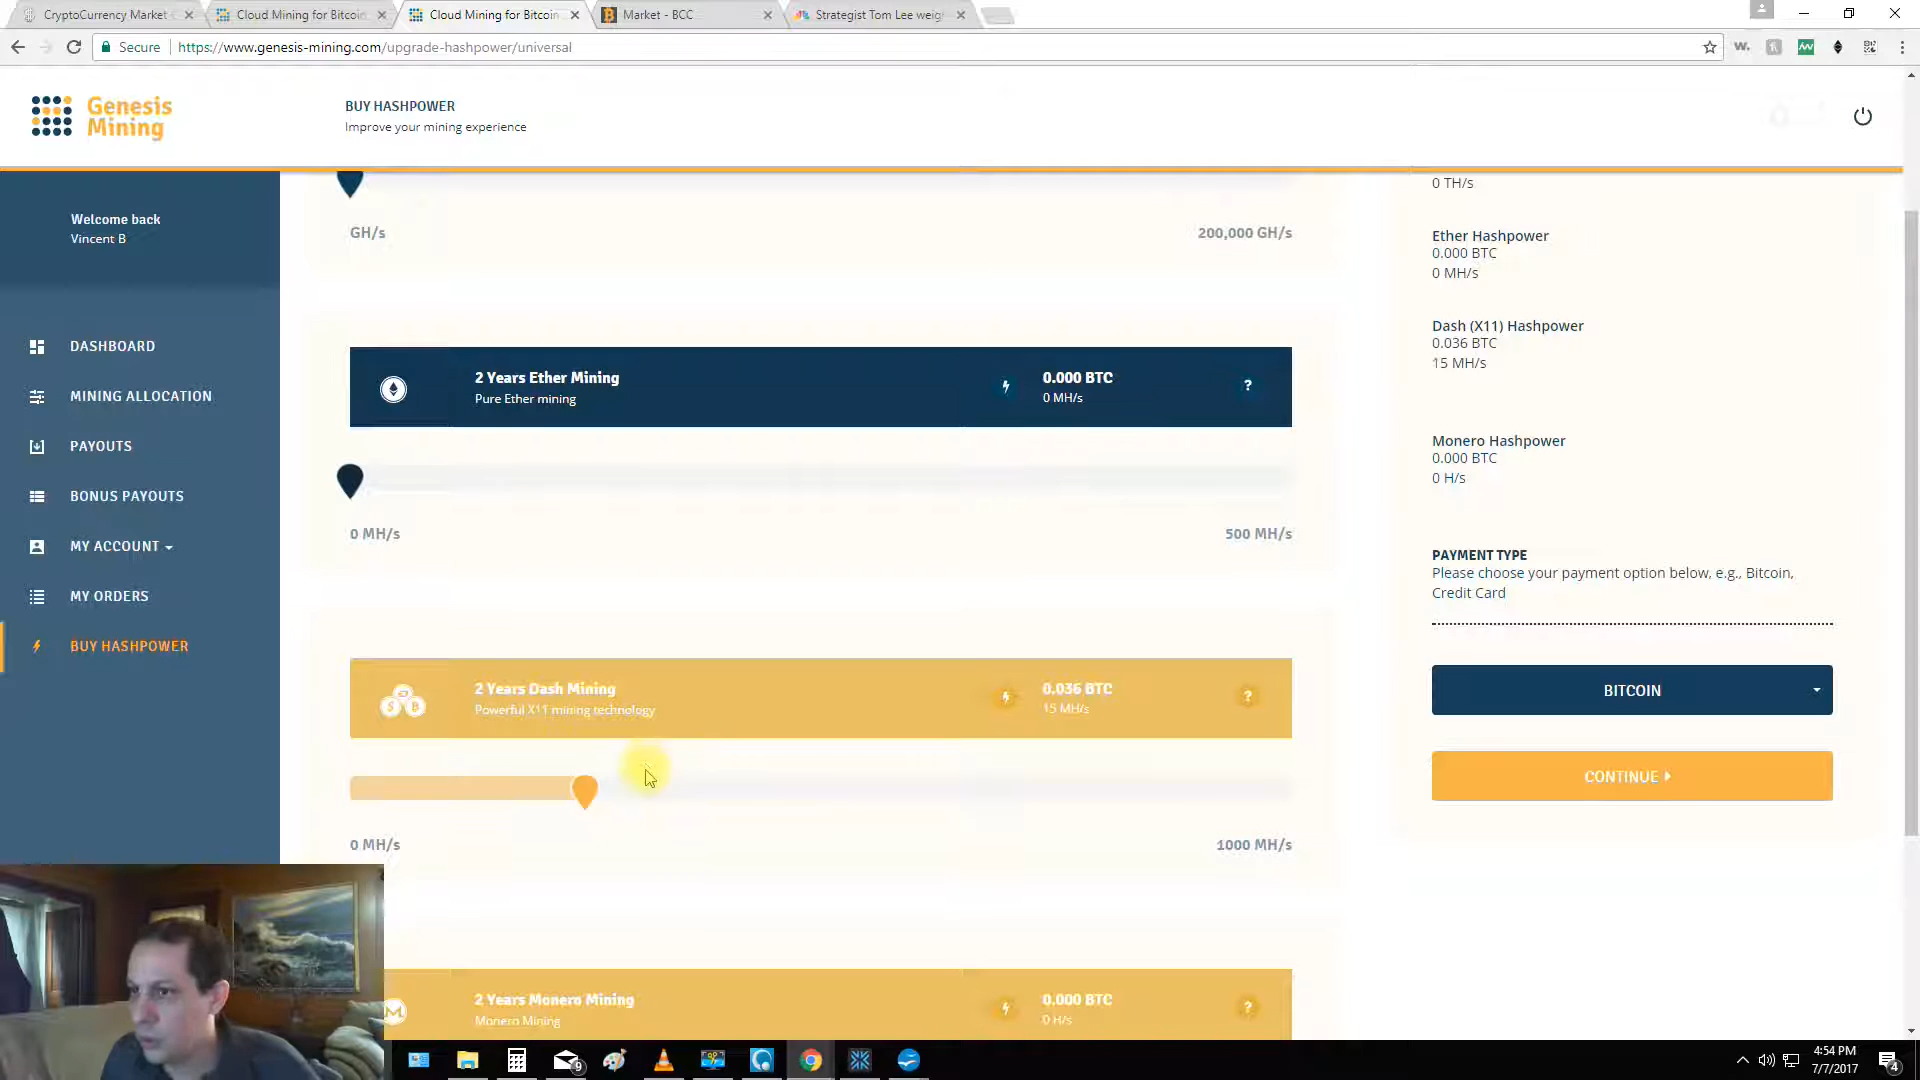 CryptoCurrency Market
Cloud Mining for Bitcoin
Cloud Mining for Bitcoin
Market - BCC
Strategist Tom Lee weig
Secure
https://www.genesis-mining.com/upgrade-hashpower/universal
W.
Genesis
Mining
BUY HASHPOWER
Improve your mining experience
Welcome back
Vincent B
DASHBOARD
MINING ALLOCATION
PAYOUTS
BONUS PAYOUTS
MY ACCOUNT
MY ORDERS
BUY HASHPOWER
GH/s
200,000 GH/s
2 Years Ether Mining
Pure Ether mining
0.000 BTC
0 MH/s
?
0 MH/s
500 MH/s
2 Years Dash Mining
Powerful X11 mining technology
0.036 BTC
15 MH/s
?
0 MH/s
1000 MH/s
2 Years Monero Mining
Monero Mining
0.000 BTC
0 H/s
?
0 TH/s
Ether Hashpower
0.000 BTC
0 MH/s
Dash (X11) Hashpower
0.036 BTC
15 MH/s
Monero Hashpower
0.000 BTC
0 H/s
PAYMENT TYPE
Please choose your payment option below, e.g., Bitcoin,
Credit Card
BITCOIN
CONTINUE
9
4:54 PM
7/7/2017
4